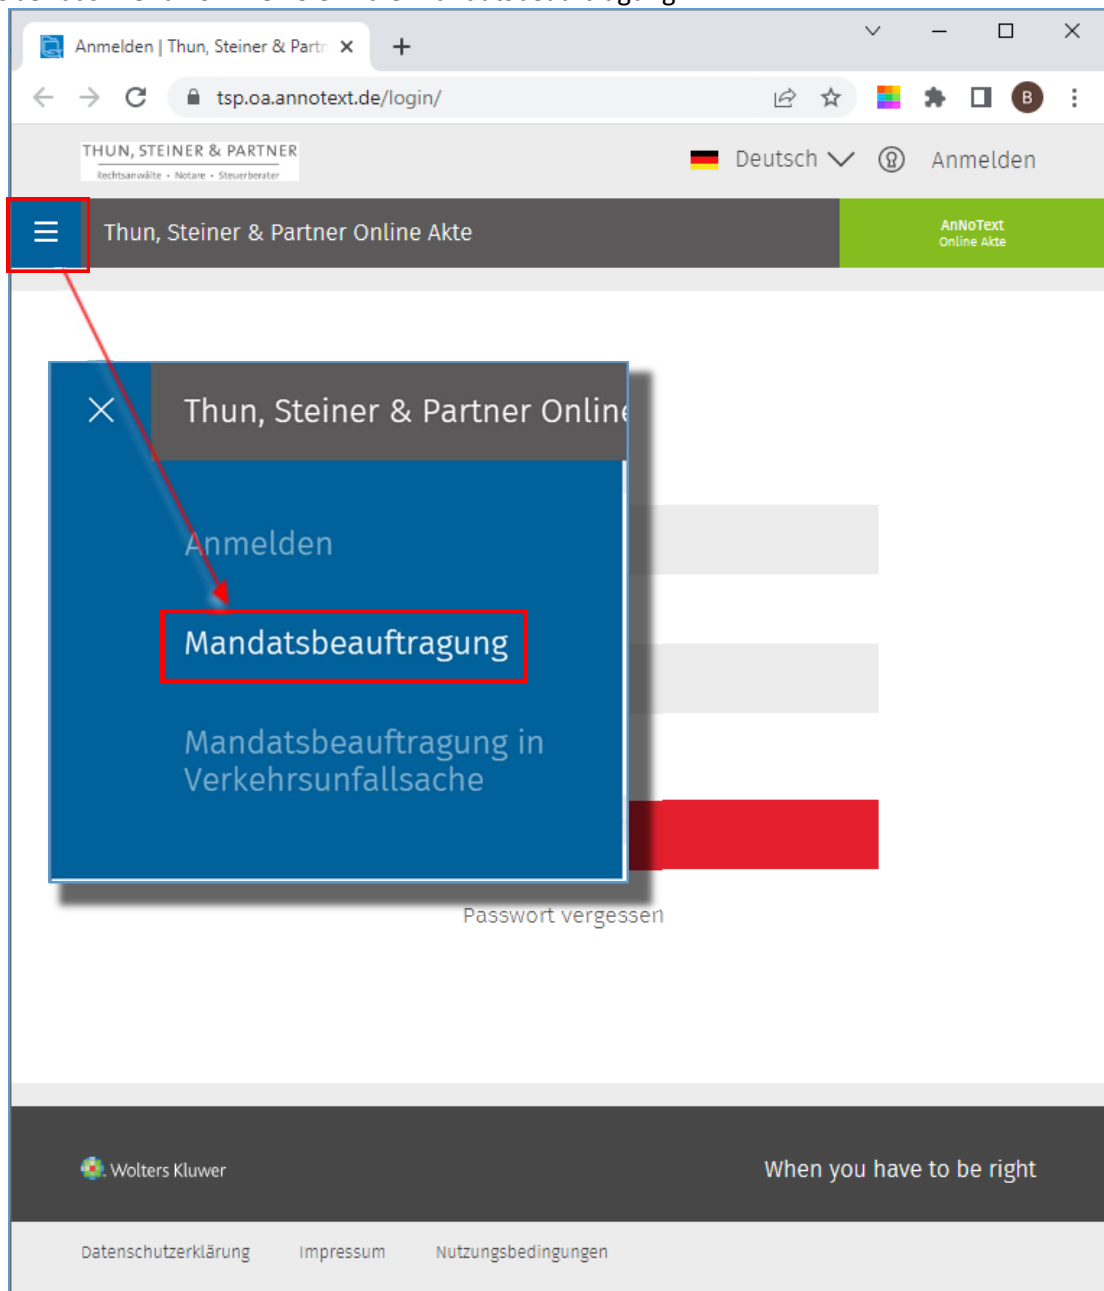 Anmelden | Thun, Steiner & Partn
tsp.oa.annotext.de/login/
B
THUN, STEINER & PARTNER
Rechtsanwälte • Notare • Steuerberater
Deutsch
Anmelden
Thun, Steiner & Partner Online Akte
AnNoText
Online Akte
Thun, Steiner & Partner Online
Anmelden
Mandatsbeauftragung
Mandatsbeauftragung in
Verkehrsunfallsache
Passwort vergessen
Wolters Kluwer
When you have to be right
Datenschutzerklärung Impressum Nutzungsbedingungen